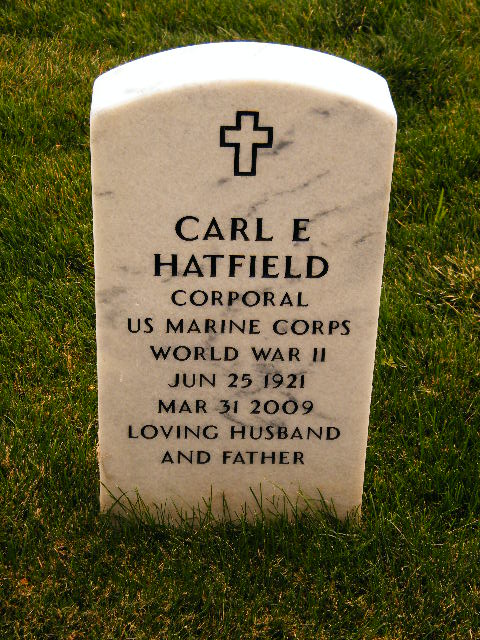 CARL E
HATFIELD
CORPORAL
US MARINE CORPS
WORLD WAR II
JUN 25 1921
MAR 31 2009
LOVING HUSBAND
AND FATHER